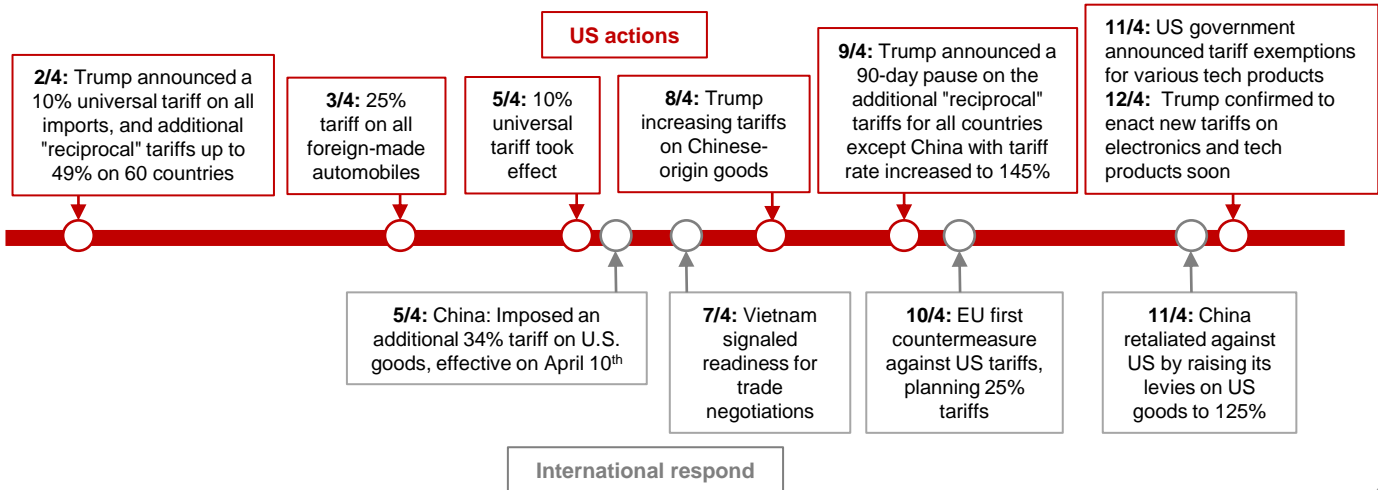 US actions
2/4: Trump announced a
10% universal tariff on all
imports, and additional
"reciprocal" tariffs up to
49% on 60 countries
3/4: 25%
tariff on all
foreign-made
automobiles
5/4: 10%
universal
tariff took
effect
8/4: Trump
increasing tariffs
on Chinese-
origin goods
9/4: Trump announced a
90-day pause on the
additional "reciprocal"
tariffs for all countries
except China with tariff
rate increased to 145%
11/4: US government
announced tariff exemptions
for various tech products
12/4: Trump confirmed to
enact new tariffs on
electronics and tech
products soon
5/4: China: Imposed an
additional 34% tariff on U.S.
goods, effective on April 10th
7/4: Vietnam
signaled
readiness for
trade
negotiations
10/4: EU first
countermeasure
against US tariffs,
planning 25%
tariffs
11/4: China
retaliated against
US by raising its
levies on US
goods to 125%
International respond